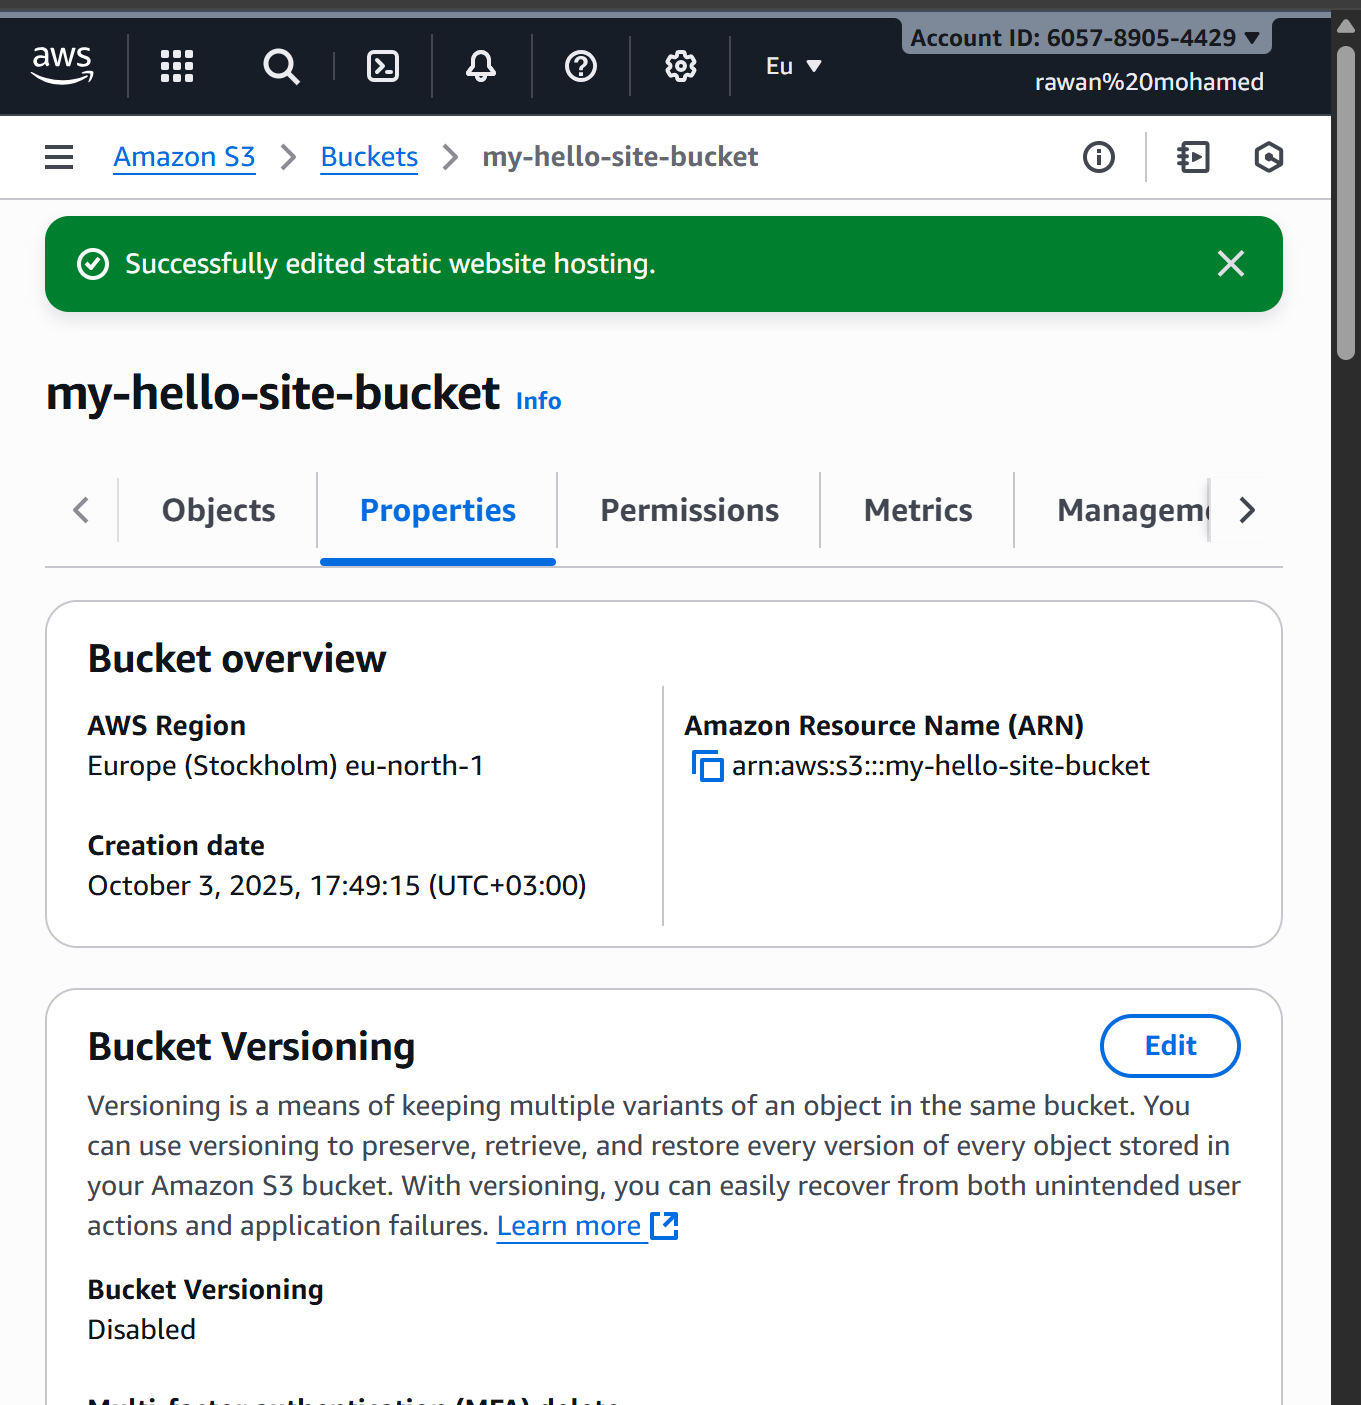 aws
Eu
Account ID: 6057-8905-4429
rawan%20mohamed
Amazon S3 Buckets my-hello-site-bucket
Successfully edited static website hosting.
my-hello-site-bucket Info
Objects Properties Permissions Metrics Manageme
Bucket overview
AWS Region
Europe (Stockholm) eu-north-1
Amazon Resource Name (ARN)
arn:aws:s3:::my-hello-site-bucket
Creation date
October 3, 2025, 17:49:15 (UTC+03:00)
Bucket Versioning
Edit
Versioning is a means of keeping multiple variants of an object in the same bucket. You
can use versioning to preserve, retrieve, and restore every version of every object stored in
your Amazon S3 bucket. With versioning, you can easily recover from both unintended user
actions and application failures. Learn more
Bucket Versioning
Disabled
Multi-factor authentication (MFA) delete